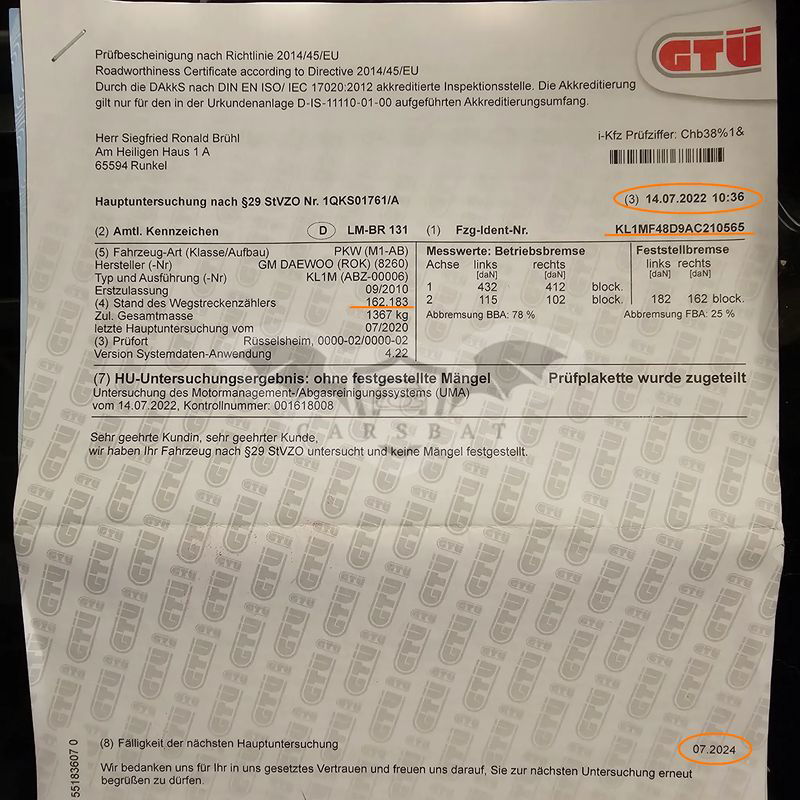 GTÜ
Prüfbescheinigung nach Richtlinie 2014/45/EU
Roadworthiness Certificate according to Directive 2014/45/EU
Durch die DAkkS nach DIN EN ISO/ IEC 17020:2012 akkreditierte Inspektionsstelle. Die Akkreditierung
gilt nur für den in der Urkundenanlage D-IS-11110-01-00 aufgeführten Akkreditierungsumfang.
Herr Siegfried Ronald Brühl
Am Heiligen Haus 1 A
65594 Runkel
i-Kfz Prüfziffer: Chb38%1&
Hauptuntersuchung nach §29 StVZO Nr. 1QKS01761/A
(3) 14.07.2022 10:36
(2) Amtl. Kennzeichen D LM-BR 131 (1) Fzg-Ident-Nr. KL1MF48D9AC210565
(5) Fahrzeug-Art (Klasse/Aufbau) PKW (M1-AB)
Hersteller (-Nr) GM DAEWOO (ROK) (8260)
Typ und Ausführung (-Nr) KL1M (ABZ-00006)
Erstzulassung 09/2010
(4) Stand des Wegstreckenzählers 162.183
Zul. Gesamtmasse 1367 kg
letzte Hauptuntersuchung vom 07/2020
(3) Prüfort Rüsselsheim, 0000-02/0000-02
Version Systemdaten-Anwendung 4.22
Messwerte: Betriebsbremse Feststellbremse
Achse links rechts links rechts
[daN] [daN] [daN] [daN]
1 432 412 block.
2 115 102 block. 182 162 block.
Abbremsung BBA: 78 % Abbremsung FBA: 25 %
(7) HU-Untersuchungsergebnis: ohne festgestellte Mängel Prüfplakette wurde zugeteilt
Untersuchung des Motormanagement-/Abgasreinigungssystems (UMA)
vom 14.07.2022, Kontrollnummer: 001618008
CARSBAT
Sehr geehrte Kundin, sehr geehrter Kunde,
wir haben Ihr Fahrzeug nach §29 StVZO untersucht und keine Mängel festgestellt.
(8) Fälligkeit der nächsten Hauptuntersuchung 07.2024
Wir bedanken uns für Ihr in uns gesetztes Vertrauen und freuen uns darauf, Sie zur nächsten Untersuchung erneut
begrüßen zu dürfen.
55183607 0